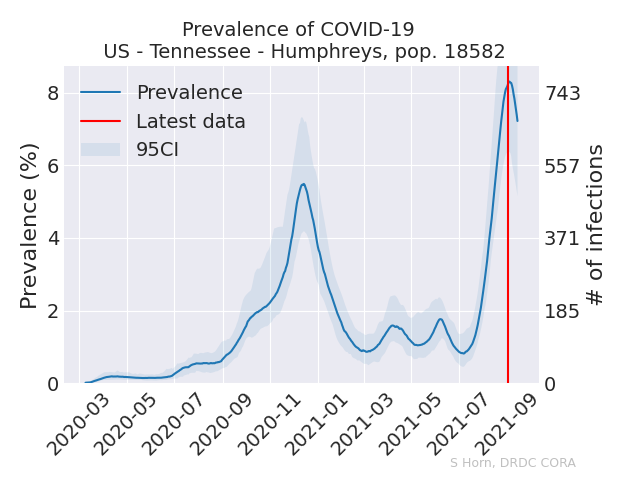 Prevalence of COVID-19
US - Tennessee - Humphreys, pop. 18582
Prevalence
Latest data
95CI
Prevalence (%)
8
6
4
2
0
743
557
371
185
0
# of infections
2020-03
2020-05
2020-07
2020-09
2020-11
2021-01
2021-03
2021-05
2021-07
2021-09
S Horn, DRDC CORA